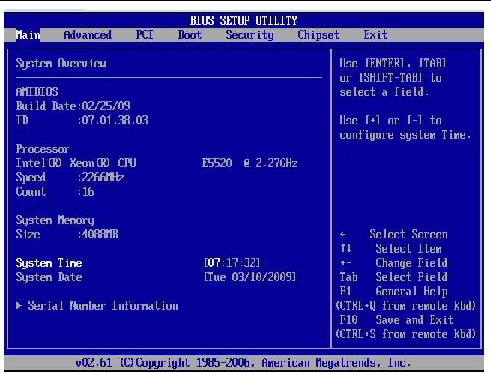 BIOS SETUP UTILITY
Main Advanced PCI Boot Security Chipset Exit
System Overview
AMIBIOS
Build Date:02/25/09
ID :07.01.38.03
Processor
Intel(R) Xeon(R) CPU E5520 @ 2.27GHz
Speed :2266MHz
Count :16
System Memory
Size :4088MB
System Time [07:17:32]
System Date [Tue 03/10/2009]
Serial Number Information
Use [ENTER], [TAB]
or [SHIFT-TAB] to
select a field.
Use [+] or [-] to
configure system Time.
← Select Screen
↑↓ Select Item
+- Change Field
Tab Select Field
F1 General Help
(CTRL+Q from remote kbd)
F10 Save and Exit
(CTRL+S from remote kbd)
v02.61 (C)Copyright 1985-2006, American Megatrends, Inc.